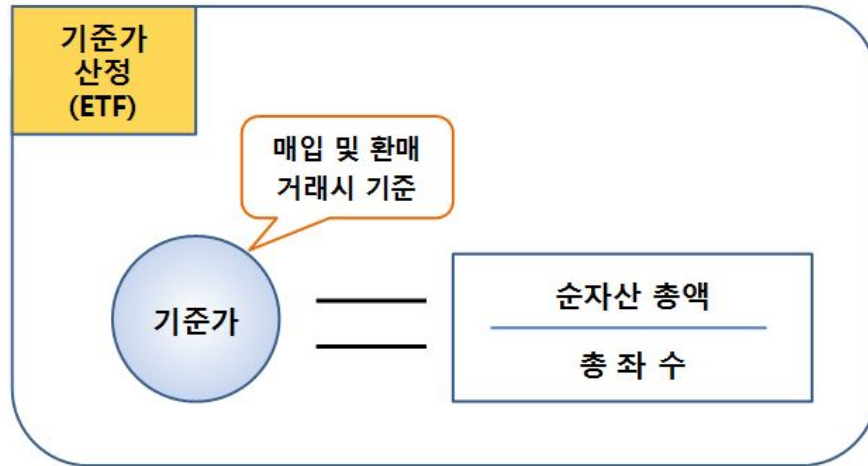 기준가
산정
(ETF)
매입 및 환매
거래시 기준
기준가
순자산 총액
총 좌 수